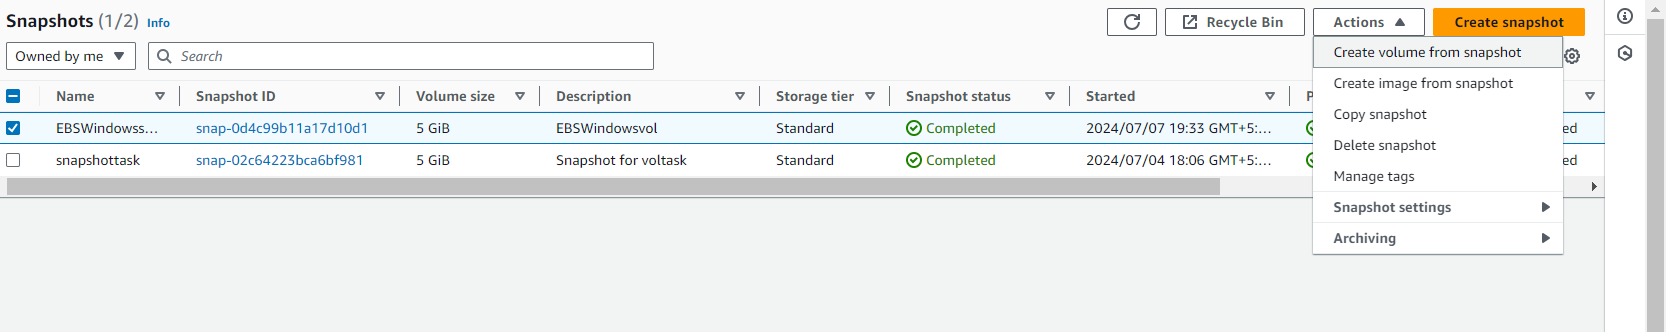 Snapshots (1/2) Info Recycle Bin Actions Create snapshot
Owned by me Search
Create volume from snapshot
Create image from snapshot
Copy snapshot
Delete snapshot
Manage tags
Snapshot settings
Archiving
Name Snapshot ID Volume size Description Storage tier Snapshot status Started P
EBSWindowss... snap-0d4c99b11a17d10d1 5 GiB EBSWindowsvol Standard Completed 2024/07/07 19:33 GMT+5:... ed
snapshottask snap-02c64223bca6bf981 5 GiB Snapshot for voltask Standard Completed 2024/07/04 18:06 GMT+5:... ed